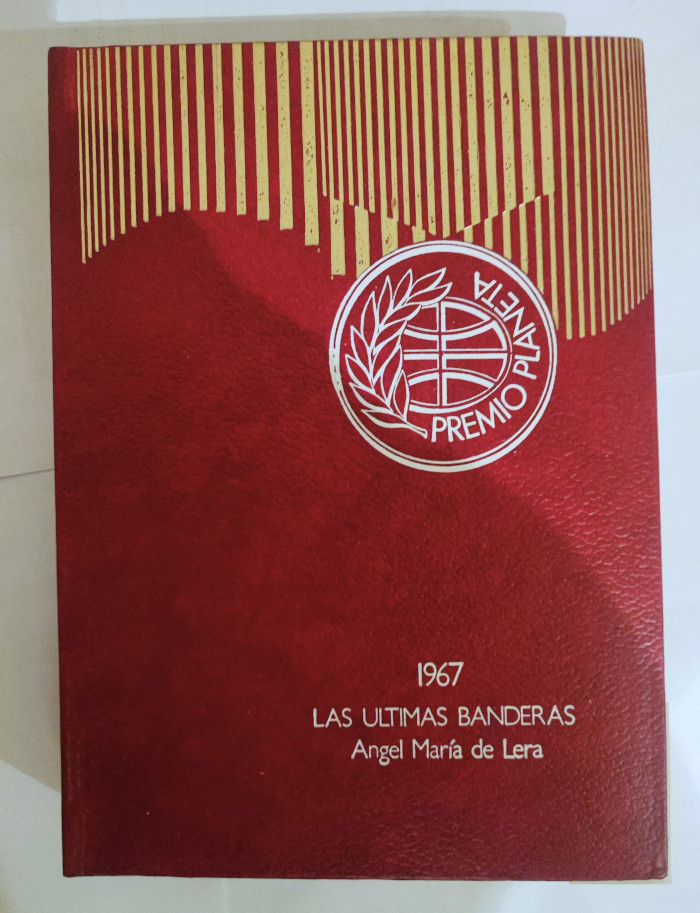 PREMIO PLANETA
1967
LAS ULTIMAS BANDERAS
Angel María de Lera